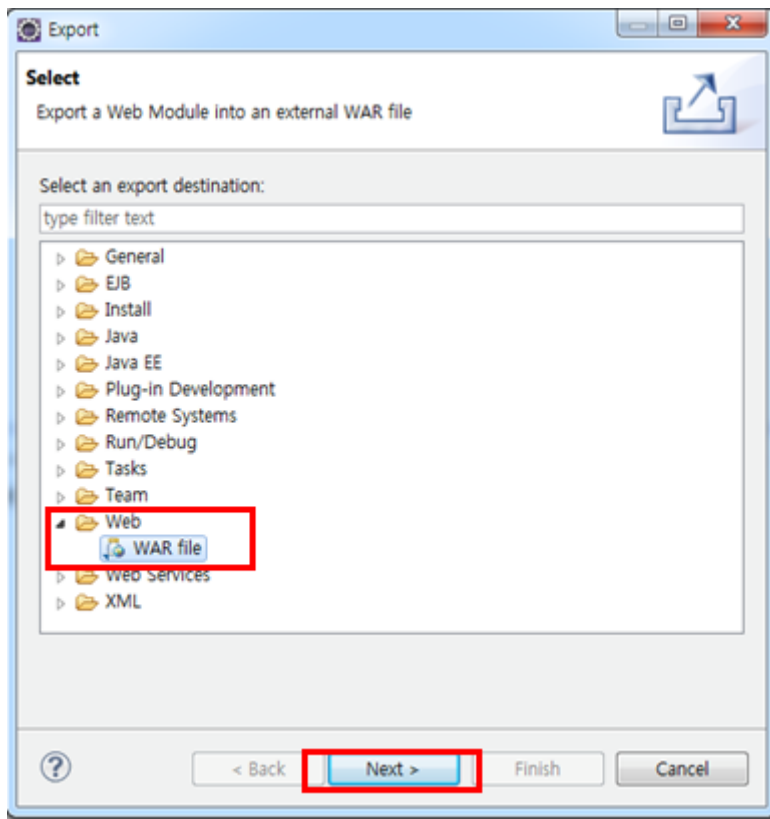 Export
Select
Export a Web Module into an external WAR file
Select an export destination:
type filter text
General
EJB
Install
Java
Java EE
Plug-in Development
Remote Systems
Run/Debug
Tasks
Team
Web
WAR file
Web Services
XML
? < Back Next > Finish Cancel